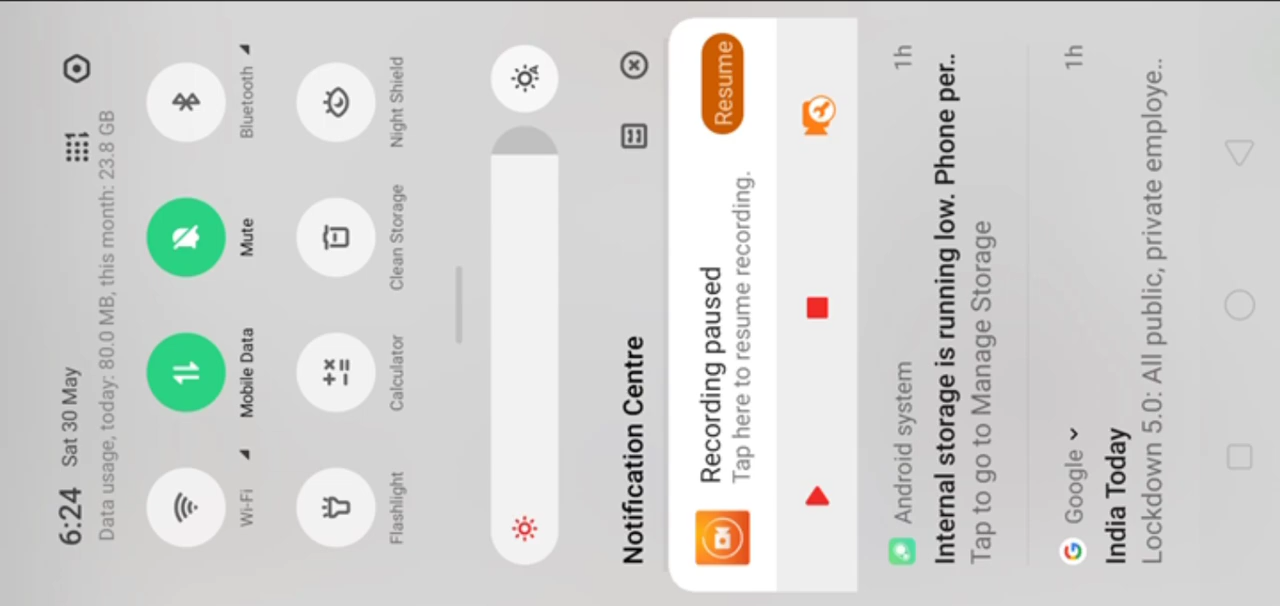 6:24 Sat 30 May
Data usage, today: 80.0 MB, this month: 23.8 GB
Wi-Fi Mobile Data Mute Bluetooth
Flashlight Calculator Clean Storage Night Shield
A
Notification Centre
Recording paused
Tap here to resume recording.
Resume
Android system 1h
Internal storage is running low. Phone per..
Tap to go to Manage Storage
Google 1h
India Today
Lockdown 5.0: All public, private employe..